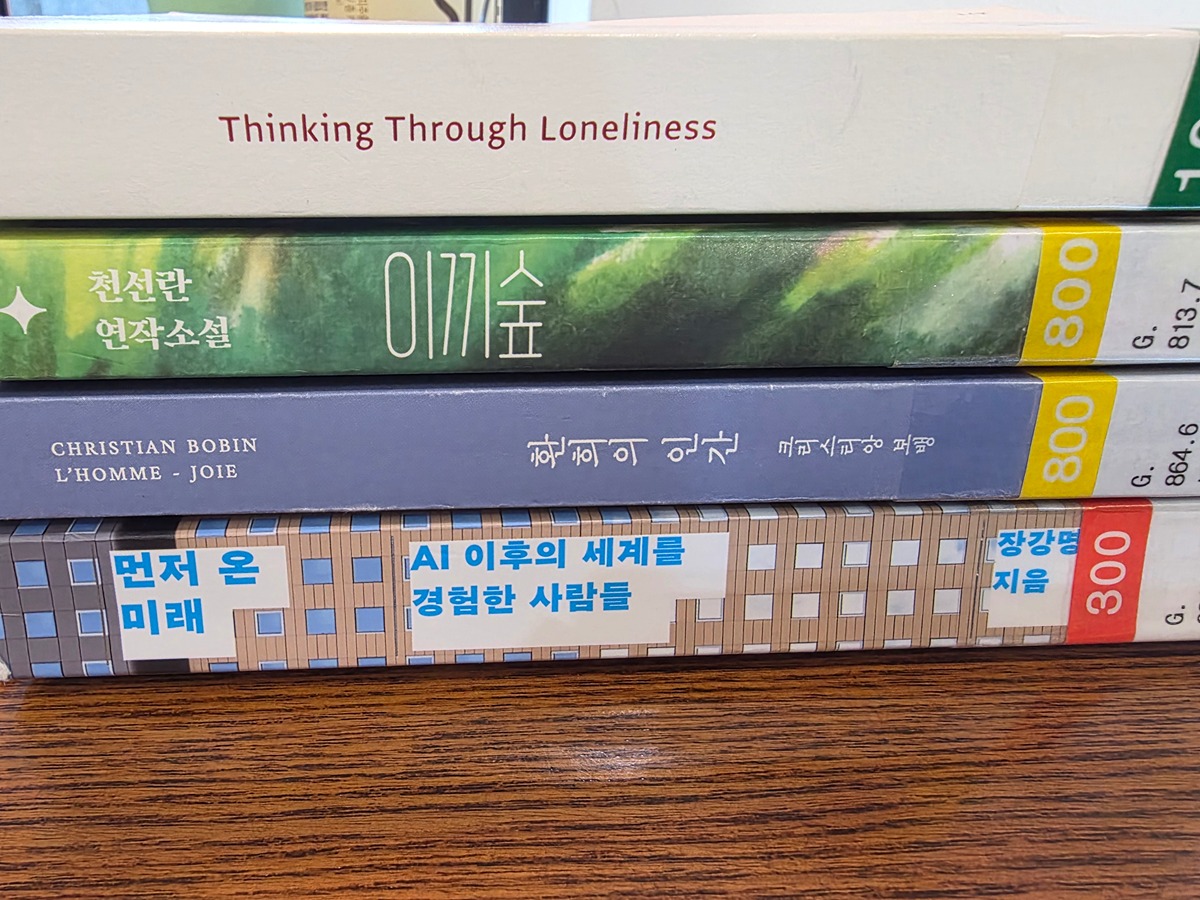 Thinking Through Loneliness
천선란
연작소설
이끼숲
800
G.
813.7
CHRISTIAN BOBIN
L'HOMME - JOIE
환희의 인간
크리스티앙 보뱅
800
G.
864.6
먼저 온
미래
AI 이후의 세계를
경험한 사람들
장강명
지음
300
G.